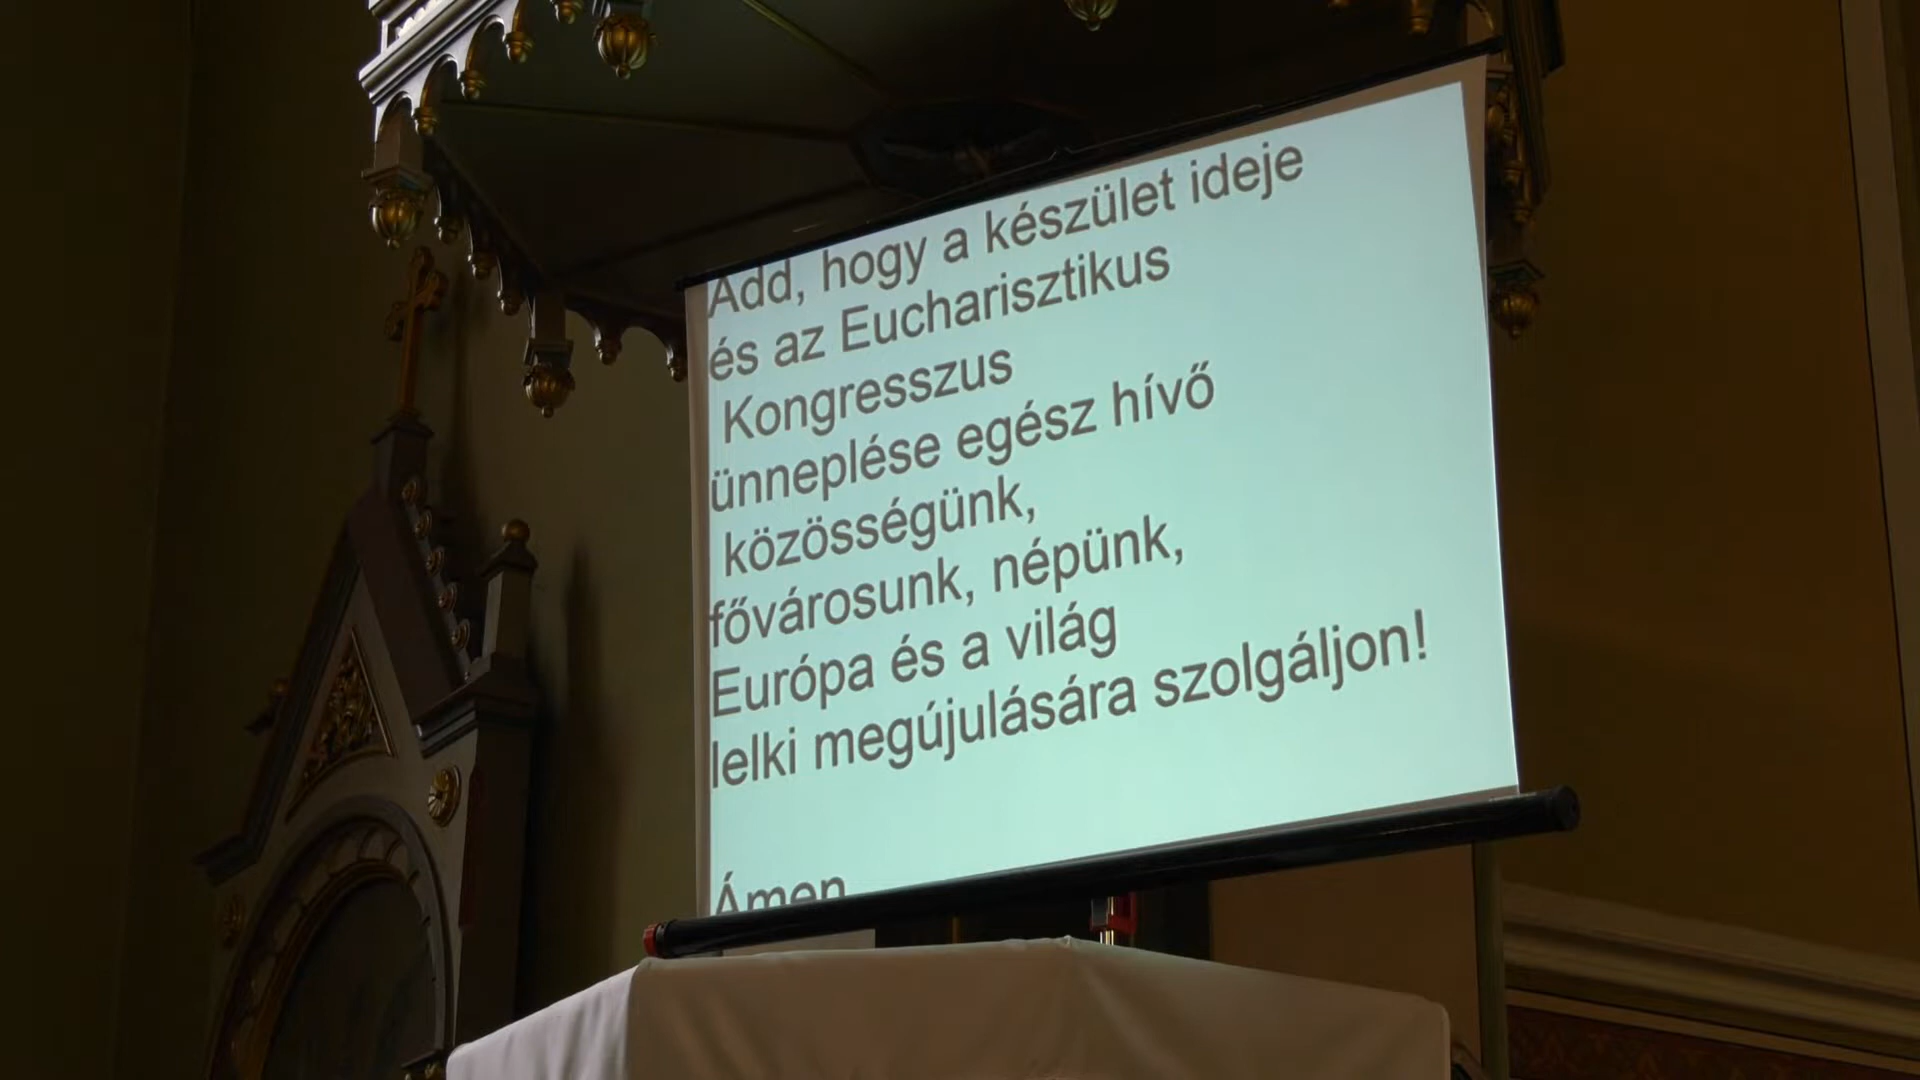 Add, hogy a készület ideje
és az Eucharisztikus
Kongresszus
ünneplése egész hívő
közösségünk,
fővárosunk, népünk,
Európa és a világ
lelki megújulására szolgáljon!
Ámen